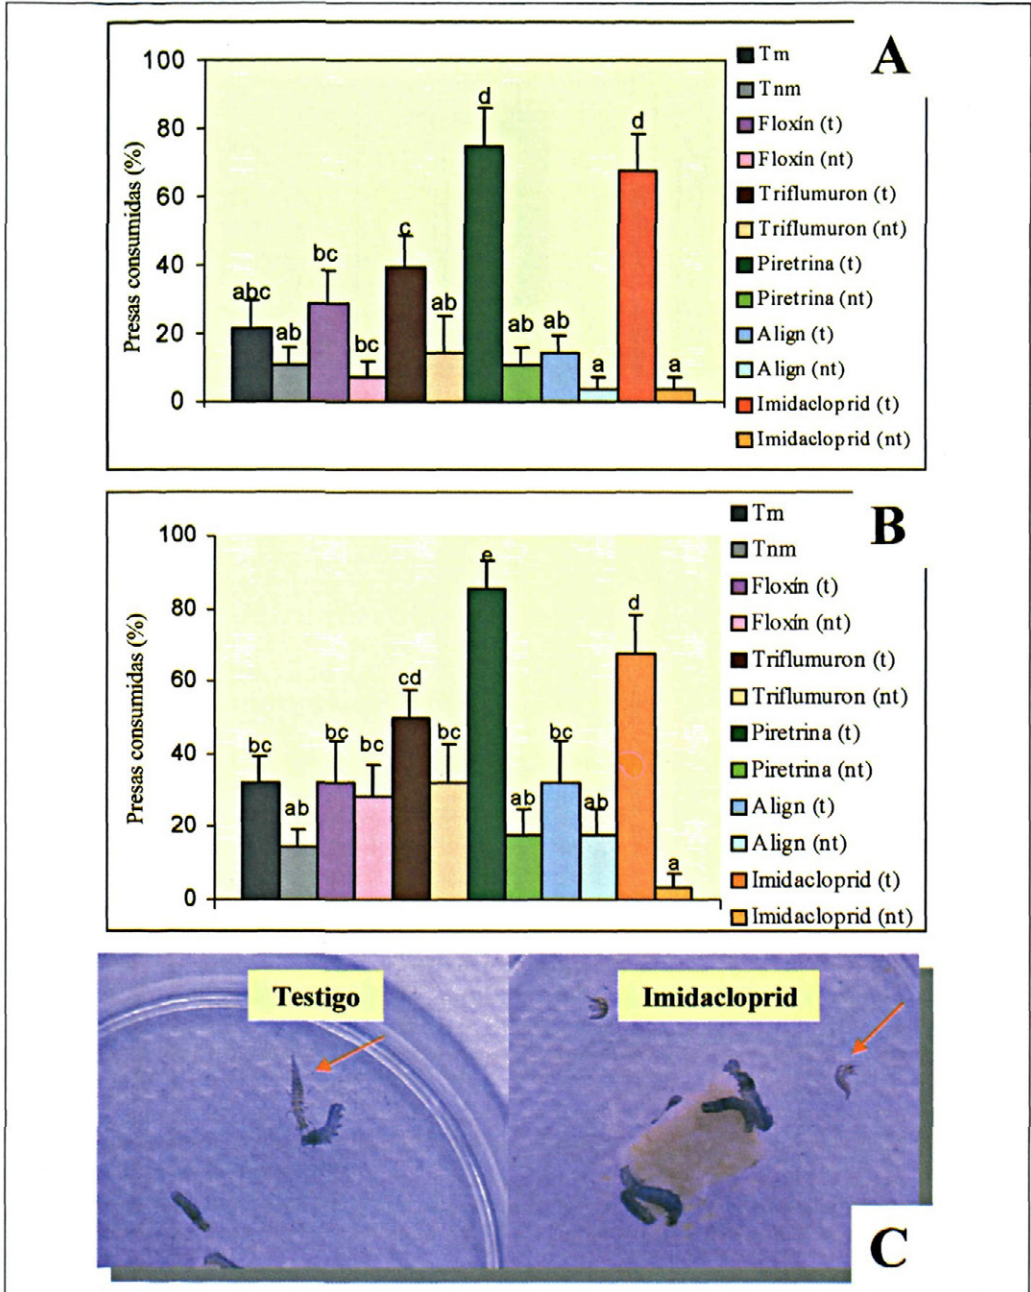 A
Presas consumidas (%)
100
80
60
40
20
0
abc
ab
bc
bc
c
ab
d
ab
ab
a
d
a
Tm
Tnm
Floxín (t)
Floxín (nt)
Triflumuron (t)
Triflumuron (nt)
Piretrina (t)
Piretrina (nt)
Align (t)
Align (nt)
Imidacloprid (t)
Imidacloprid (nt)
B
Presas consumidas (%)
100
80
60
40
20
0
bc
ab
bc
bc
cd
bc
e
ab
bc
ab
d
a
Tm
Tnm
Floxín (t)
Floxín (nt)
Triflumuron (t)
Triflumuron (nt)
Piretrina (t)
Piretrina (nt)
Align (t)
Align (nt)
Imidacloprid (t)
Imidacloprid (nt)
Testigo
Imidacloprid
C